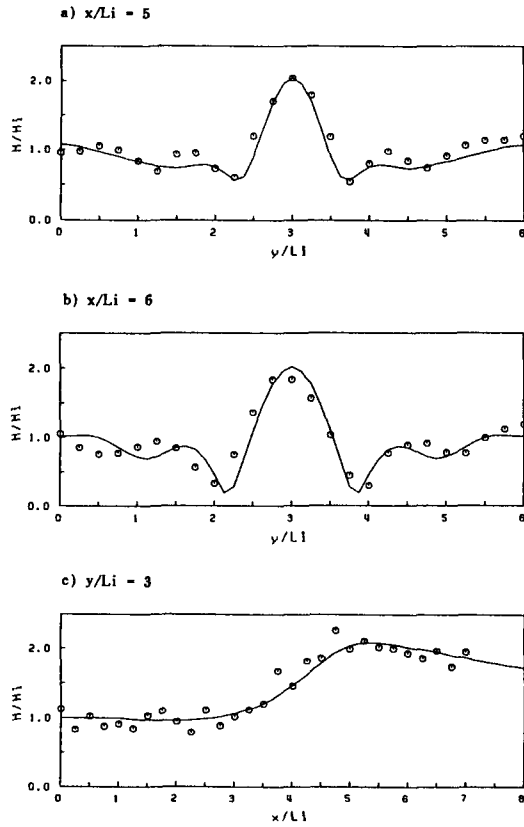 a) x/Li = 5
2.0
1.0
0.0
H/Hi
0 1 2 3 4 5 6
y/Li
b) x/Li = 6
2.0
1.0
0.0
H/Hi
0 1 2 3 4 5 6
y/Li
c) y/Li = 3
2.0
1.0
0.0
H/Hi
0 1 2 3 4 5 6 7 8
x/Li